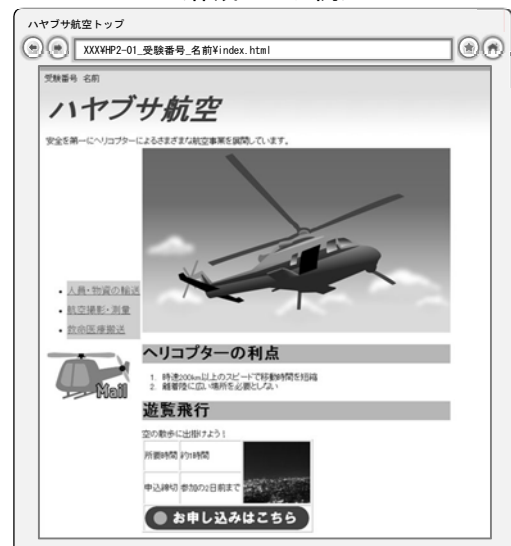 ハヤブサ航空トップ
XXX¥HP2-01_受験番号_名前¥index.html
受験番号 名前
ハヤブサ航空
安全を第一にヘリコプターによるさまざまな航空事業を展開しています。
人員・物資の輸送
航空撮影・測量
救命医療搬送
Mail
ヘリコプターの利点
1. 時速200km以上のスピードで移動時間を短縮
2. 離着陸に広い場所を必要としない
遊覧飛行
空の散歩に出掛けよう!
所要時間 約1時間
申込締切 参加の2日前まで
お申し込みはこちら